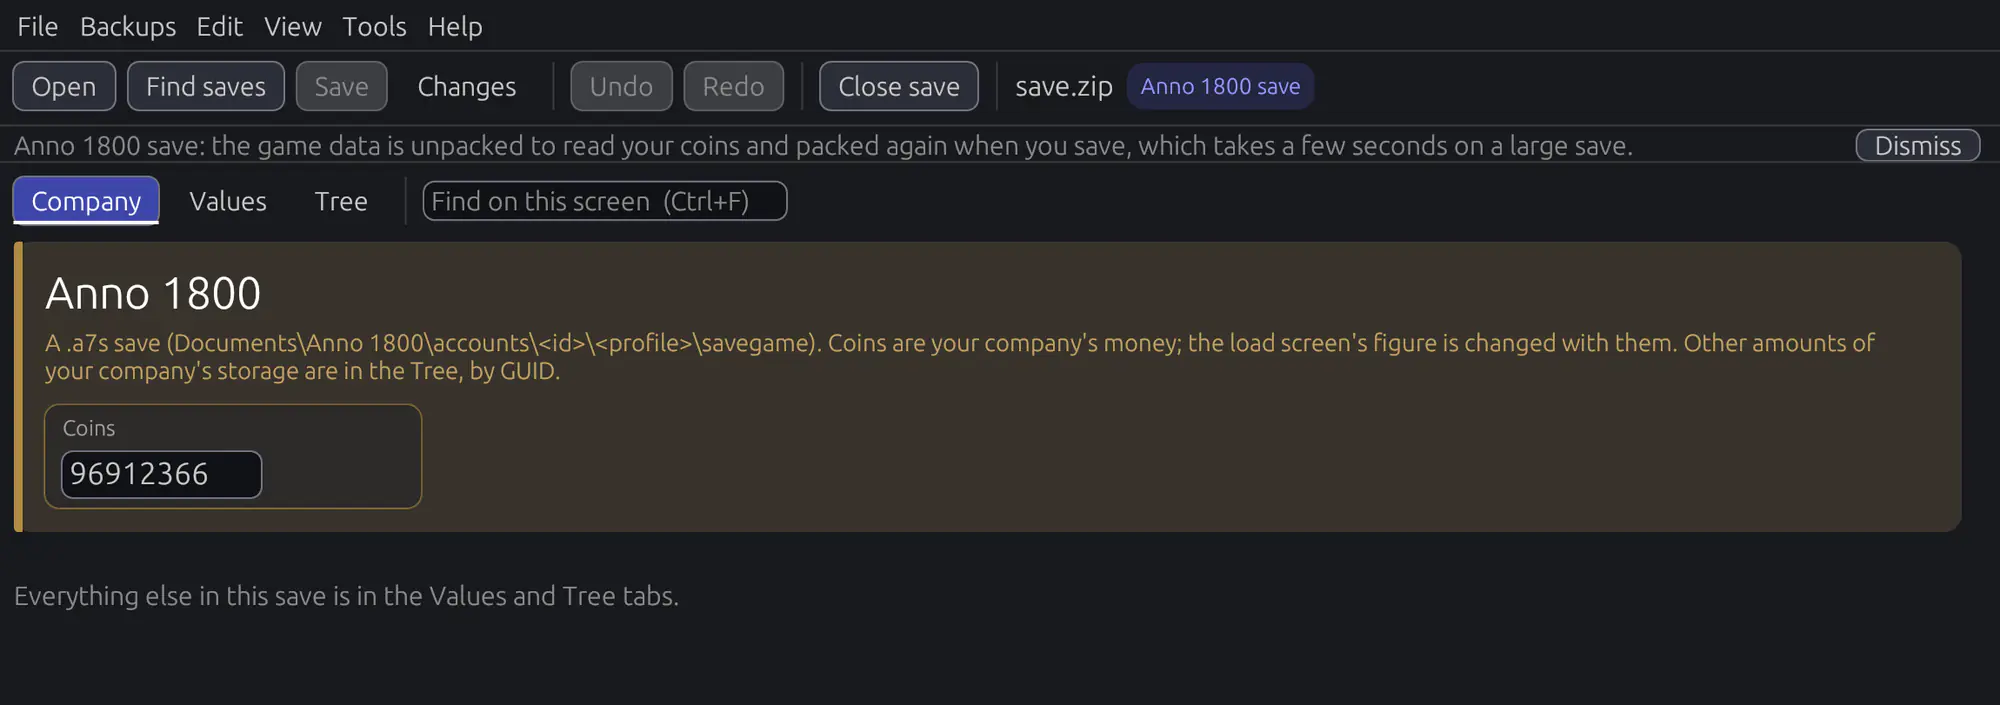 File Backups Edit View Tools Help
Open Find saves Save Changes Undo Redo Close save save.zip Anno 1800 save
Anno 1800 save: the game data is unpacked to read your coins and packed again when you save, which takes a few seconds on a large save. Dismiss
Company Values Tree Find on this screen (Ctrl+F)
Anno 1800
A .a7s save (Documents\Anno 1800\accounts\<id>\<profile>\savegame). Coins are your company's money; the load screen's figure is changed with them. Other amounts of
your company's storage are in the Tree, by GUID.
Coins
96912366
Everything else in this save is in the Values and Tree tabs.